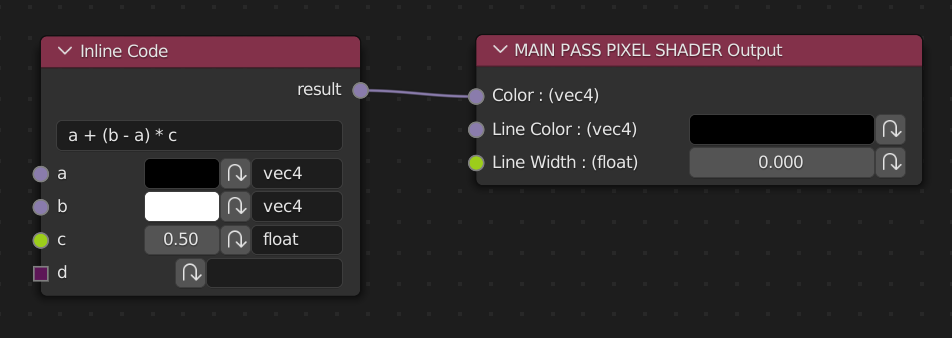 Inline Code
result
a + (b - a) * c
a vec4
b vec4
c 0.50 float
d
MAIN PASS PIXEL SHADER Output
Color : (vec4)
Line Color : (vec4)
Line Width : (float) 0.000